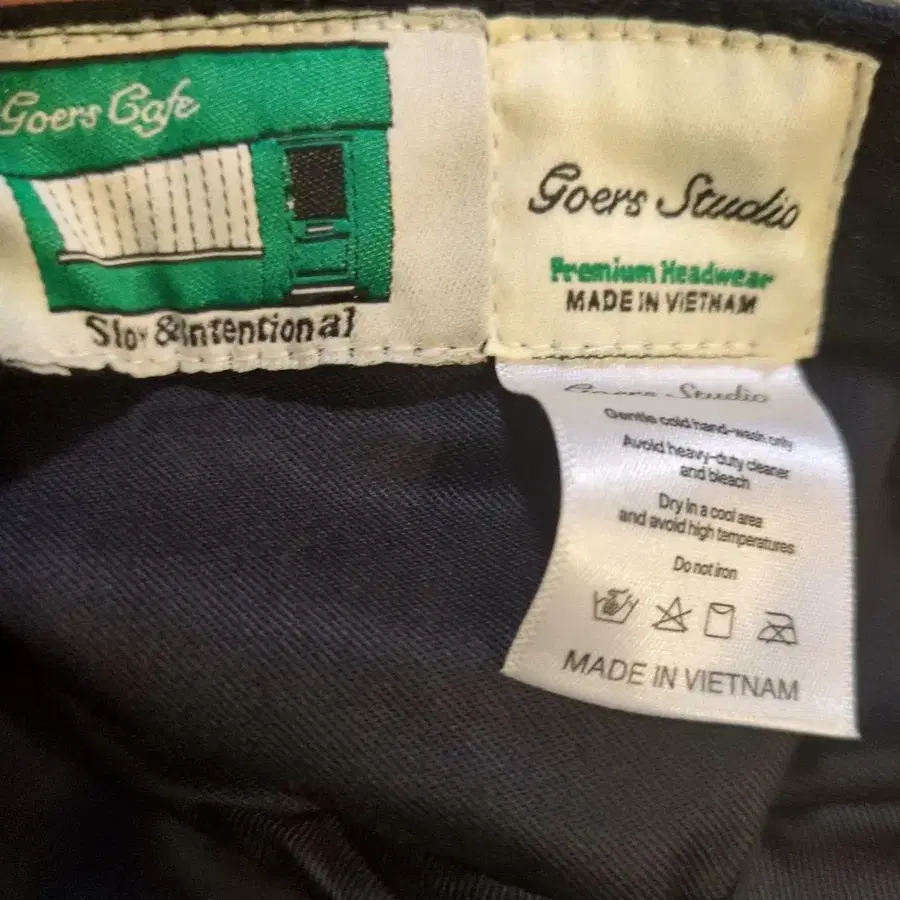 Goers Cafe
Slow & Intentional
Goers Studio
Premium Headwear
MADE IN VIETNAM
Goers Studio
Gentle cold hand-wash only
Avoid heavy-duty cleaner
and bleach
Dry in a cool area
and avoid high temperatures
Do not iron
MADE IN VIETNAM